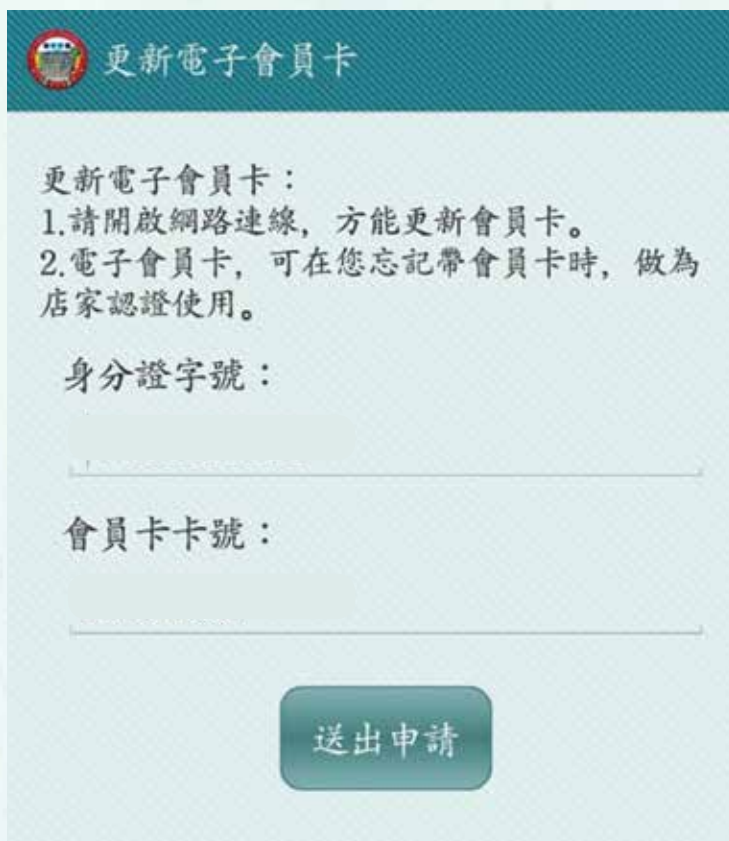 更新電子會員卡
更新電子會員卡：
1.請開啟網路連線，方能更新會員卡。
2.電子會員卡，可在您忘記帶會員卡時，做為
店家認證使用。
身分證字號：
會員卡卡號：
送出申請